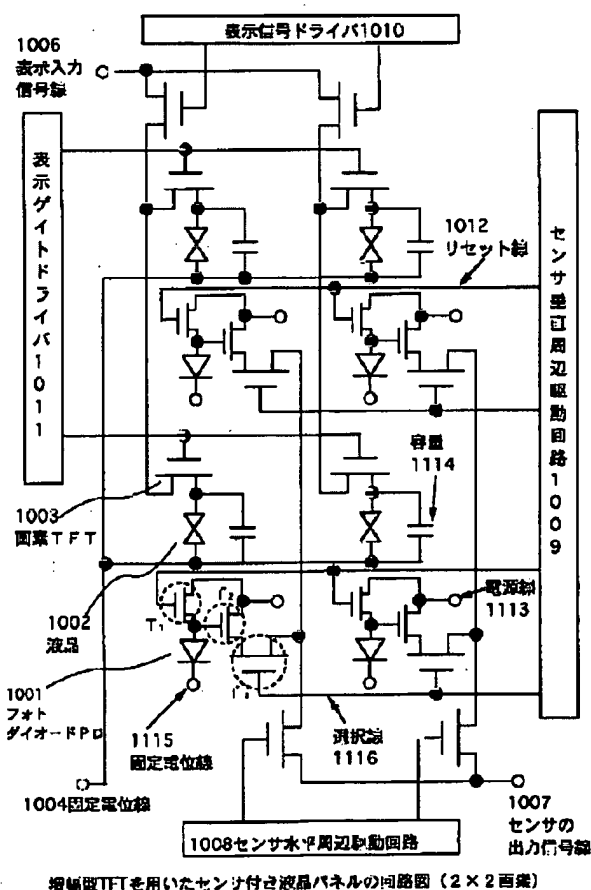 表示信号ドライバ1010
1006
表示入力
信号線
表示ゲイトドライバ1011
1012
リセット線
センサ垂直周辺駆動回路1009
容量
1114
1003
画素TFT
1002
液晶
T₁
電源線
1113
1001
フォト
ダイオードPD
1115
固定電位線
選択線
1116
1004固定電位線
1007
センサの
出力信号線
1008センサ水平周辺駆動回路
増幅型TFTを用いたセンサ付き液晶パネルの回路図(2×2画素)